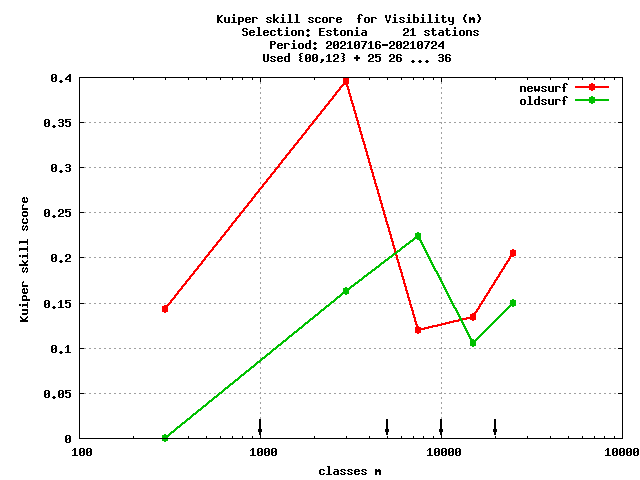 Kuiper skill score  for Visibility (m)
Selection: Estonia     21 stations
Period: 20210716-20210724
Used {00,12} + 25 26 ... 36
newsurf
oldsurf
0.4
0.35
0.3
0.25
0.2
0.15
0.1
0.05
0
Kuiper skill score
100
1000
10000
10000
classes m